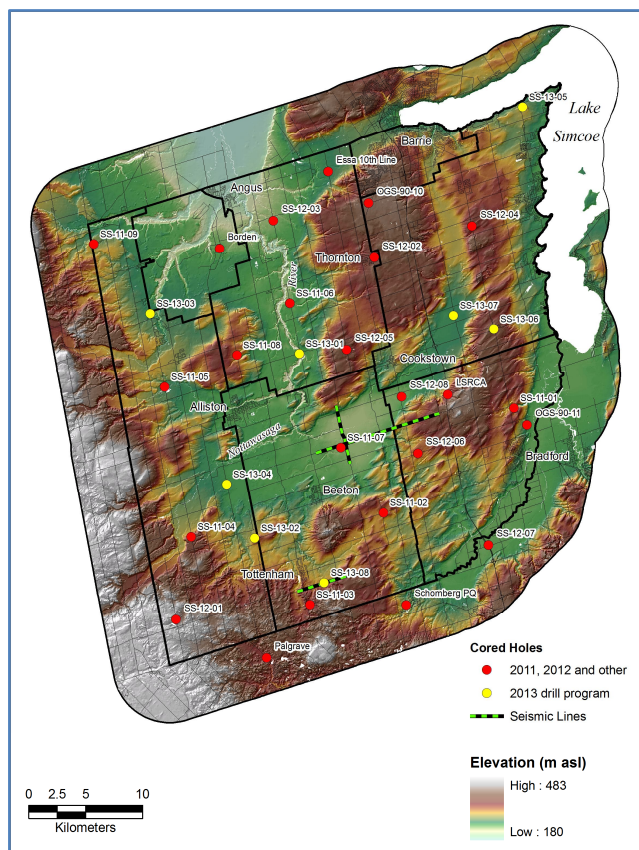 SS-13-05
Lake
Simcoe
Barrie
Essa 10th Line
Angus
OGS-90-10
SS-12-03
SS-12-04
SS-11-09
Borden
Thornton
SS-12-02
River
SS-11-06
SS-13-03
SS-13-07
SS-13-06
SS-11-08
SS-13-01
SS-12-05
Cookstown
SS-11-05
SS-12-08
LSRCA
SS-11-01
Alliston
OGS-90-11
Nottawasaga
SS-11-07
SS-12-06
Bradford
SS-13-04
Beeton
SS-11-02
SS-11-04
SS-13-02
SS-12-07
Tottenham
SS-13-08
SS-11-03
Schomberg PQ
SS-12-01
Palgrave
Cored Holes
2011, 2012 and other
2013 drill program
Seismic Lines
Elevation (m asl)
High : 483
Low : 180
0 2.5 5 10
Kilometers